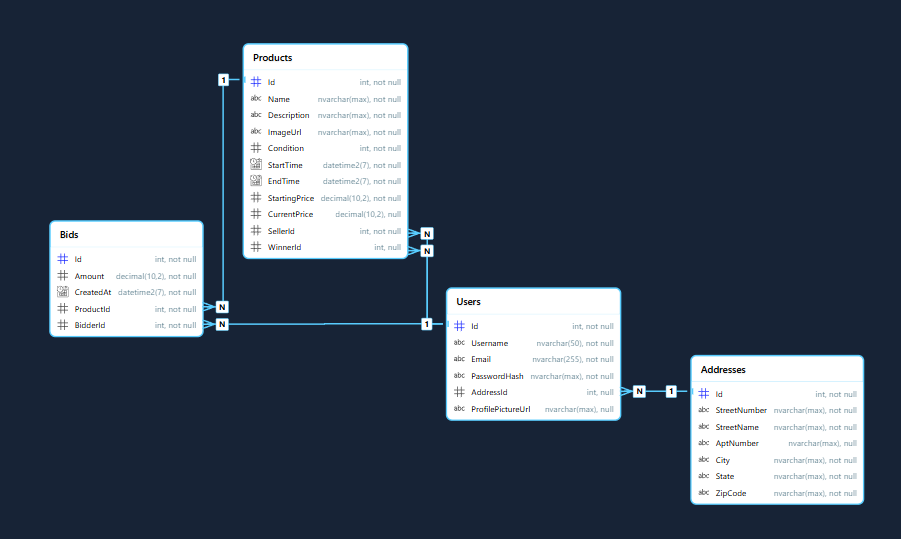 Products
Id int, not null
abc Name nvarchar(max), not null
abc Description nvarchar(max), not null
abc ImageUrl nvarchar(max), not null
Condition int, not null
StartTime datetime2(7), not null
EndTime datetime2(7), not null
StartingPrice decimal(10,2), not null
CurrentPrice decimal(10,2), null
SellerId int, not null
WinnerId int, null
1
N
N
Bids
Id int, not null
Amount decimal(10,2), not null
CreatedAt datetime2(7), not null
ProductId int, not null
BidderId int, not null
N
N
1
Users
Id int, not null
abc Username nvarchar(50), not null
abc Email nvarchar(255), not null
abc PasswordHash nvarchar(max), not null
AddressId int, null
abc ProfilePictureUrl nvarchar(max), null
N
1
Addresses
Id int, not null
abc StreetNumber nvarchar(max), not null
abc StreetName nvarchar(max), not null
abc AptNumber nvarchar(max), null
abc City nvarchar(max), not null
abc State nvarchar(max), not null
abc ZipCode nvarchar(max), not null